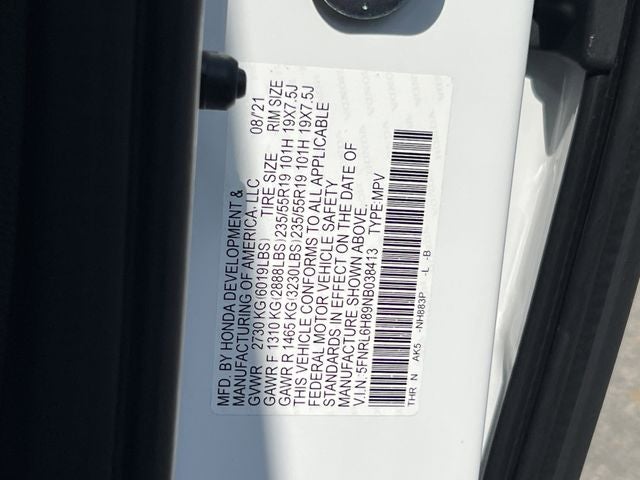 MFD. BY HONDA DEVELOPMENT &
MANUFACTURING OF AMERICA, LLC 08/21
GVWR 2730 KG(6019LBS) TIRE SIZE RIM SIZE
GAWR F 1310 KG(2888LBS)235/55R19 101H 19X7.5J
GAWR R 1465 KG(3230LBS)235/55R19 101H 19X7.5J
THIS VEHICLE CONFORMS TO ALL APPLICABLE
FEDERAL MOTOR VEHICLE SAFETY
STANDARDS IN EFFECT ON THE DATE OF
MANUFACTURE SHOWN ABOVE.
V.I.N.:5FNRL6H89NB038413 TYPE:MPV
THR N AK5 -NH883P -L -B